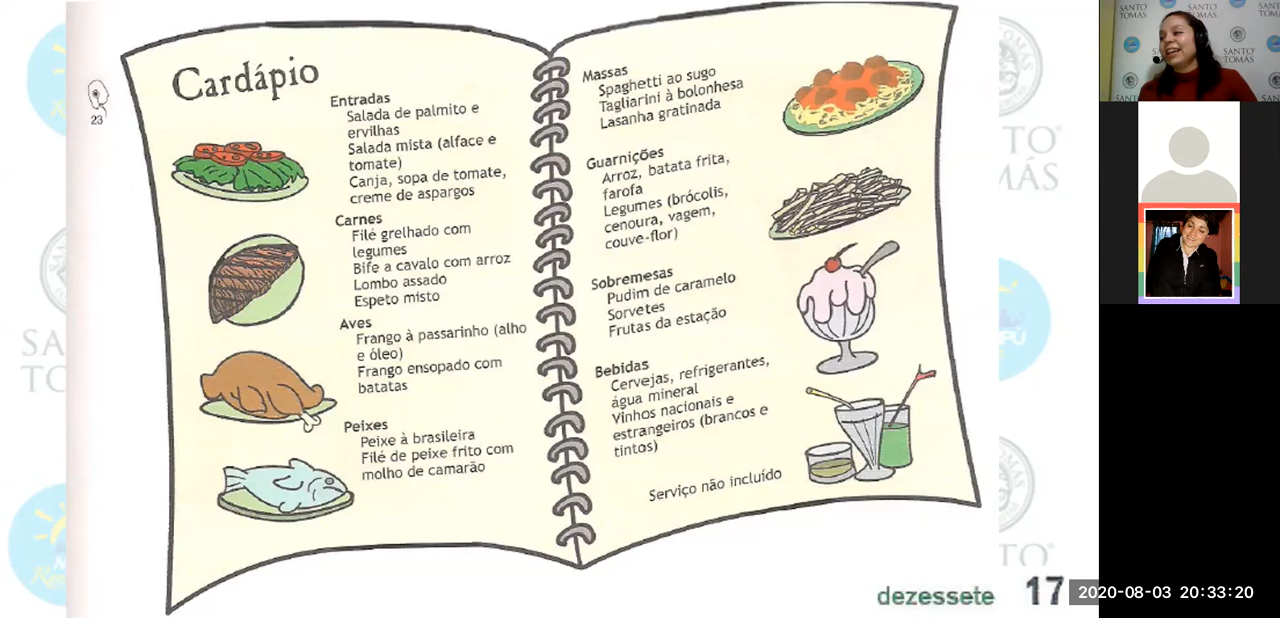 Cardápio
23
Entradas
Salada de palmito e
ervilhas
Salada mista (alface e
tomate)
Canja, sopa de tomate,
creme de aspargos
Carnes
Filé grelhado com
legumes
Bife a cavalo com arroz
Lombo assado
Espeto misto
Aves
Frango à passarinho (alho
e óleo)
Frango ensopado com
batatas
Peixes
Peixe à brasileira
Filé de peixe frito com
molho de camarão
Massas
Spaghetti ao sugo
Tagliarini à bolonhesa
Lasanha gratinada
Guarnições
Arroz, batata frita,
farofa
Legumes (brócolis,
cenoura, vagem,
couve-flor)
Sobremesas
Pudim de caramelo
Sorvetes
Frutas da estação
Bebidas
Cervejas, refrigerantes,
água mineral
Vinhos nacionais e
estrangeiros (brancos e
tintos)
Serviço não incluído
dezessete 17
2020-08-03 20:33:20
SANTO
TOMÁS
SANTO
TOMÁS